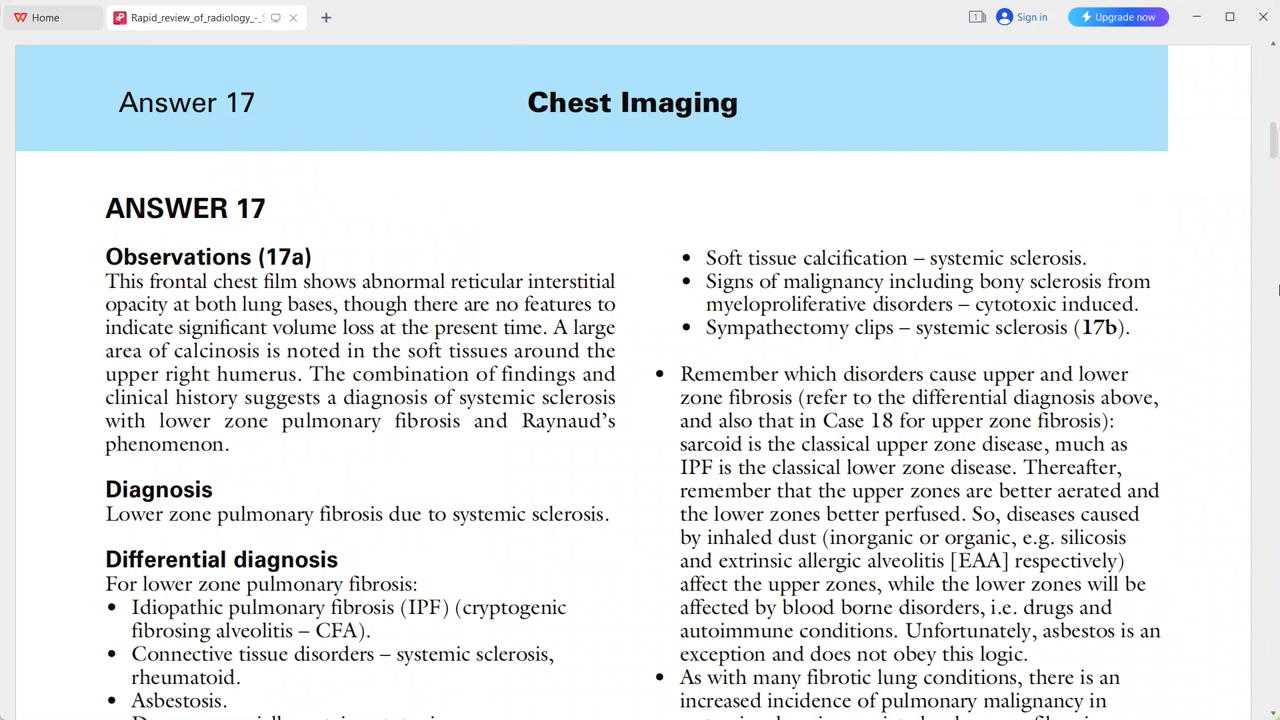 Home
Rapid_review_of_radiology_-_S
1
Sign in
Upgrade now
Answer 17
Chest Imaging
ANSWER 17
Observations (17a)
This frontal chest film shows abnormal reticular interstitial
opacity at both lung bases, though there are no features to
indicate significant volume loss at the present time. A large
area of calcinosis is noted in the soft tissues around the
upper right humerus. The combination of findings and
clinical history suggests a diagnosis of systemic sclerosis
with lower zone pulmonary fibrosis and Raynaud's
phenomenon.
Diagnosis
Lower zone pulmonary fibrosis due to systemic sclerosis.
Differential diagnosis
For lower zone pulmonary fibrosis:
• Idiopathic pulmonary fibrosis (IPF) (cryptogenic
fibrosing alveolitis – CFA).
• Connective tissue disorders – systemic sclerosis,
rheumatoid.
• Asbestosis.
• Soft tissue calcification – systemic sclerosis.
• Signs of malignancy including bony sclerosis from
myeloproliferative disorders – cytotoxic induced.
• Sympathectomy clips – systemic sclerosis (17b).
• Remember which disorders cause upper and lower
zone fibrosis (refer to the differential diagnosis above,
and also that in Case 18 for upper zone fibrosis):
sarcoid is the classical upper zone disease, much as
IPF is the classical lower zone disease. Thereafter,
remember that the upper zones are better aerated and
the lower zones better perfused. So, diseases caused
by inhaled dust (inorganic or organic, e.g. silicosis
and extrinsic allergic alveolitis [EAA] respectively)
affect the upper zones, while the lower zones will be
affected by blood borne disorders, i.e. drugs and
autoimmune conditions. Unfortunately, asbestos is an
exception and does not obey this logic.
• As with many fibrotic lung conditions, there is an
increased incidence of pulmonary malignancy in